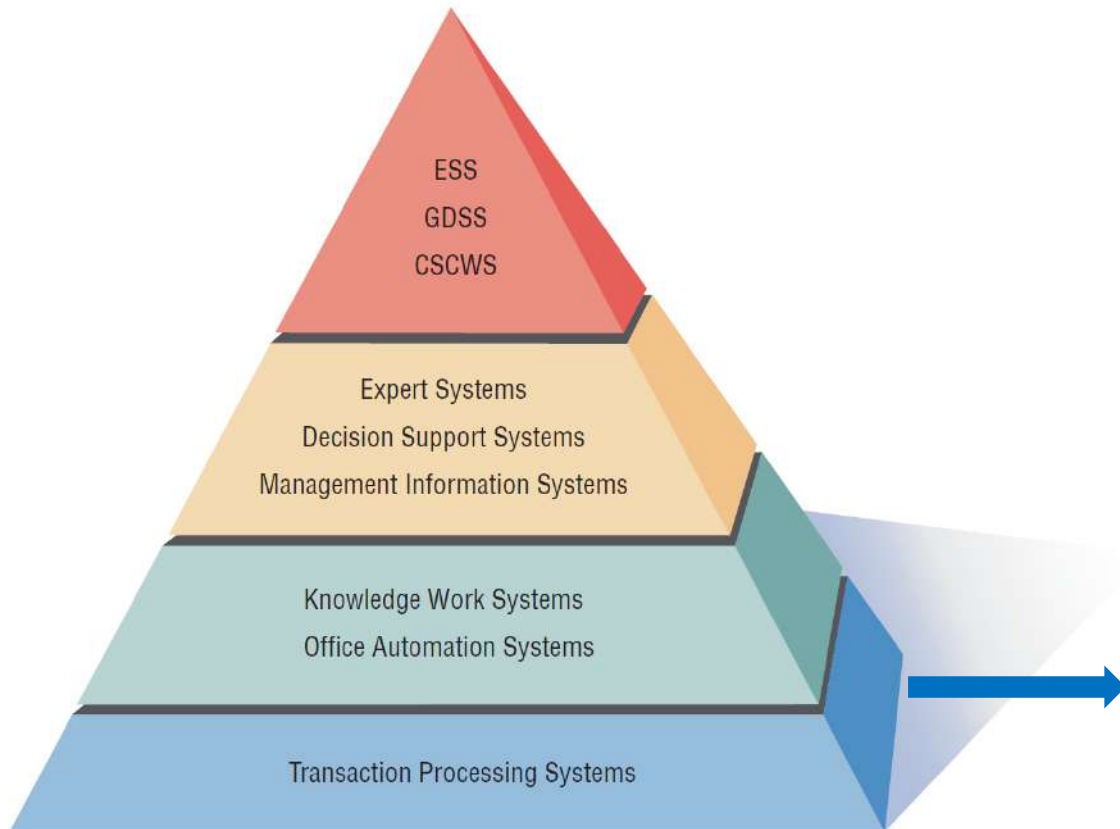 ESS
GDSS
CSCWS
Expert Systems
Decision Support Systems
Management Information Systems
Knowledge Work Systems
Office Automation Systems
Transaction Processing Systems